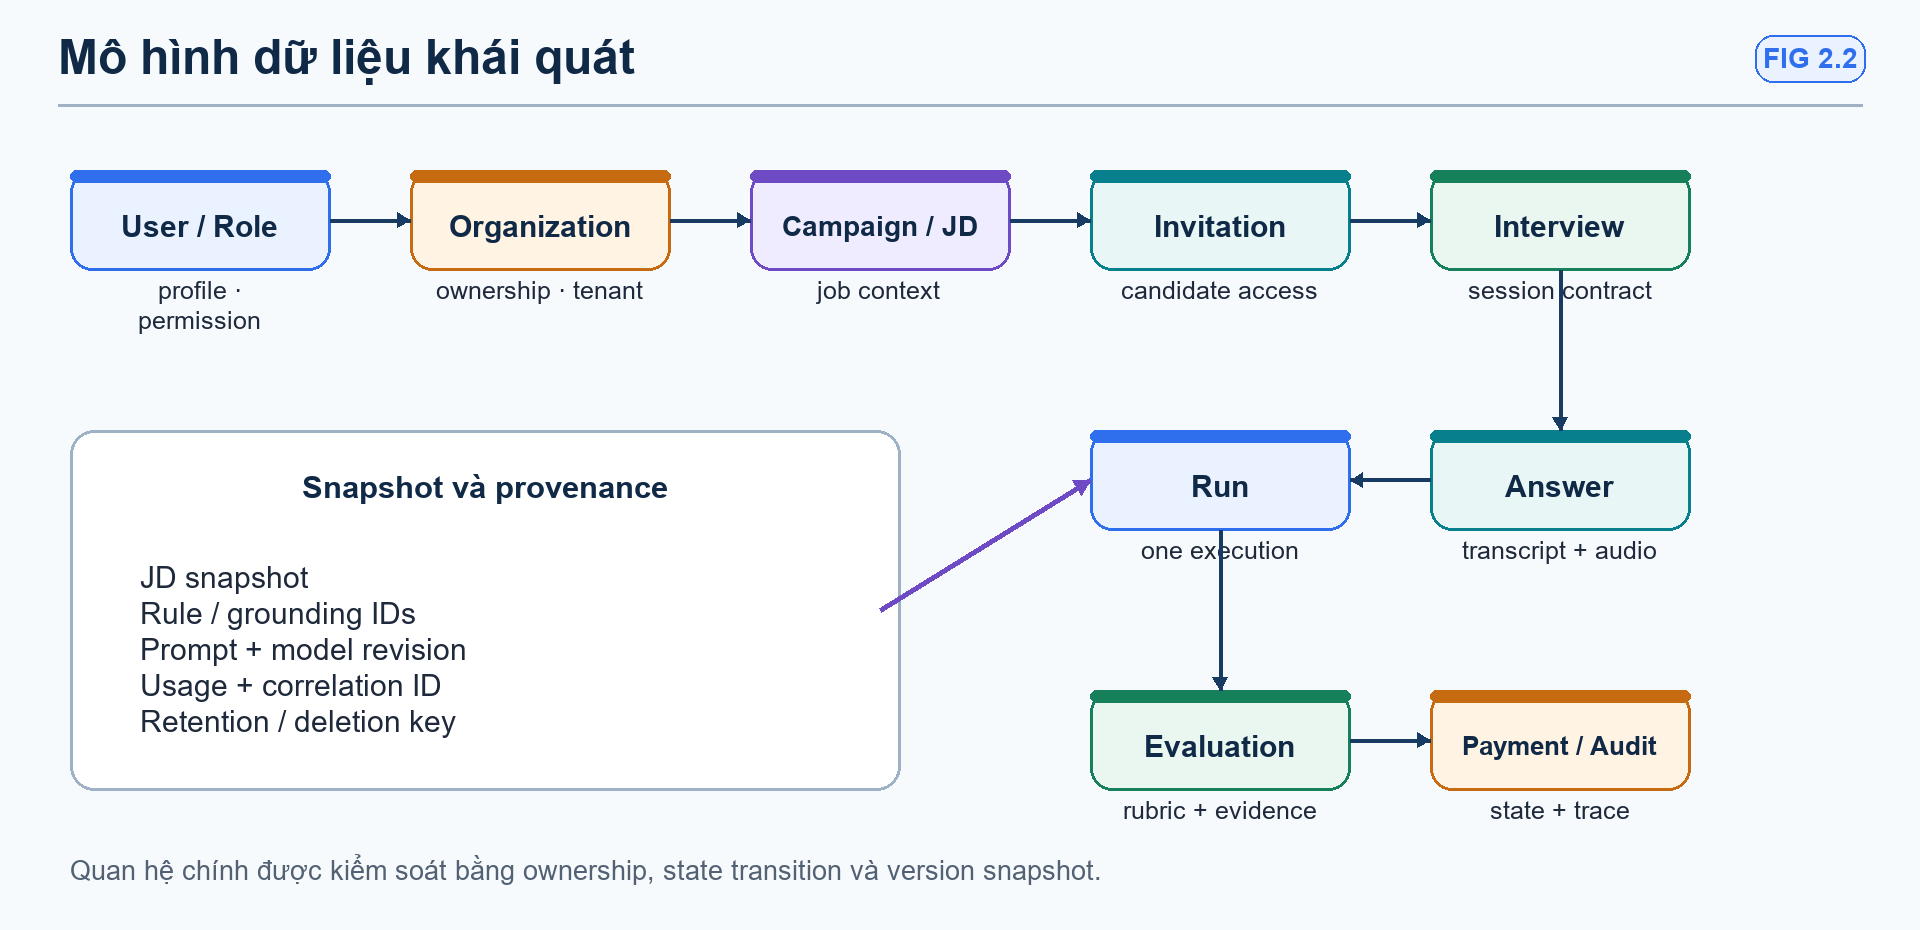 Mô hình dữ liệu khái quát
FIG 2.2
User / Role
Organization
Campaign / JD
Invitation
Interview
profile ·
permission
ownership · tenant
job context
candidate access
session contract
Snapshot và provenance
JD snapshot
Rule / grounding IDs
Prompt + model revision
Usage + correlation ID
Retention / deletion key
Run
Answer
one execution
transcript + audio
Evaluation
Payment / Audit
rubric + evidence
state + trace
Quan hệ chính được kiểm soát bằng ownership, state transition và version snapshot.